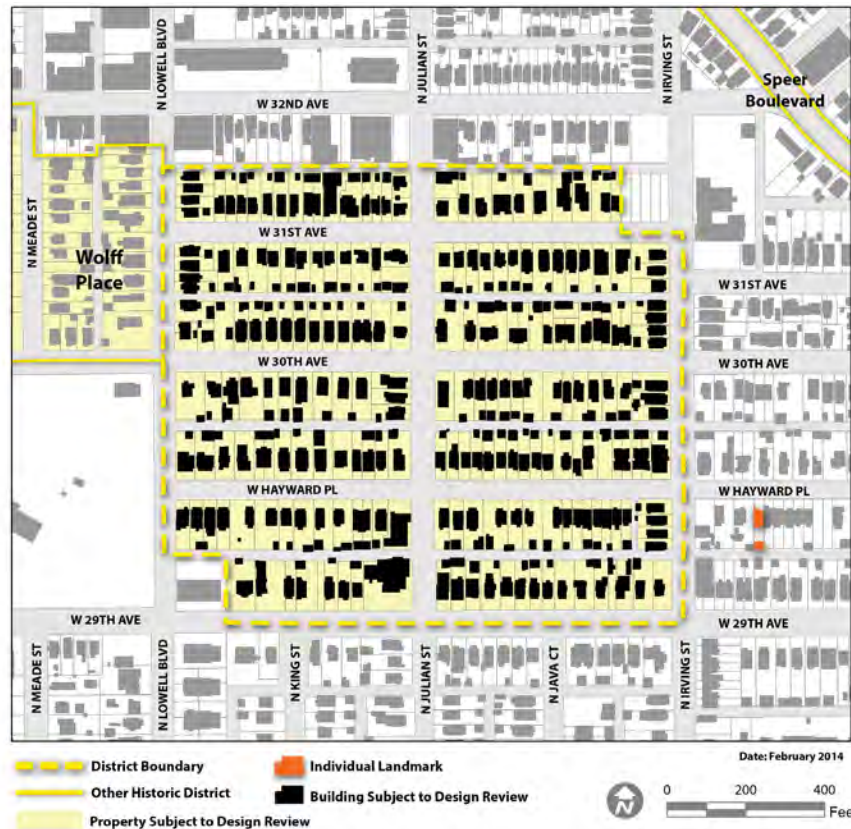 N LOWELL BLVD
N JULIAN ST
N IRVING ST
Speer
Boulevard
W 32ND AVE
N MEADE ST
W 31ST AVE
Wolff
Place
W 31ST AVE
W 30TH AVE
W 30TH AVE
W HAYWARD PL
W HAYWARD PL
W 29TH AVE
W 29TH AVE
N MEADE ST
N LOWELL BLVD
N KING ST
N JULIAN ST
N JAVA CT
N IRVING ST
Date: February 2014
District Boundary
Individual Landmark
Other Historic District
Building Subject to Design Review
Property Subject to Design Review
N
0 200 400
Fee